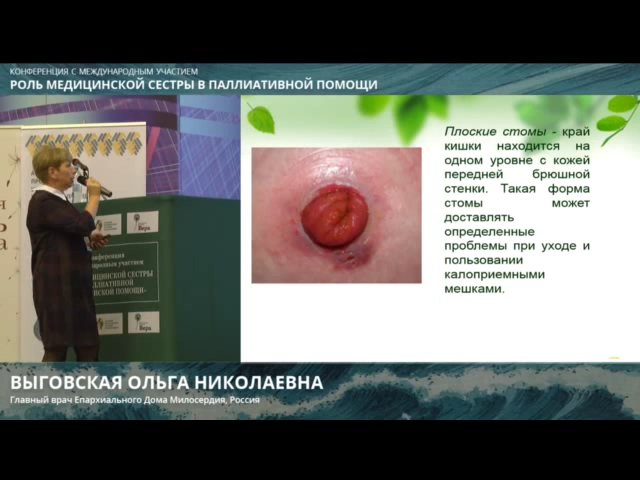 КОНФЕРЕНЦИЯ С МЕЖДУНАРОДНЫМ УЧАСТИЕМ
РОЛЬ МЕДИЦИНСКОЙ СЕСТРЫ В ПАЛЛИАТИВНОЙ ПОМОЩИ
Плоские стомы - край
кишки находится на
одном уровне с кожей
передней брюшной
стенки. Такая форма
стомы может
доставлять
определенные
проблемы при уходе и
пользовании
калоприемными
мешками.
Вера
ВЫГОВСКАЯ ОЛЬГА НИКОЛАЕВНА
Главный врач Епархиального Дома Милосердия, Россия